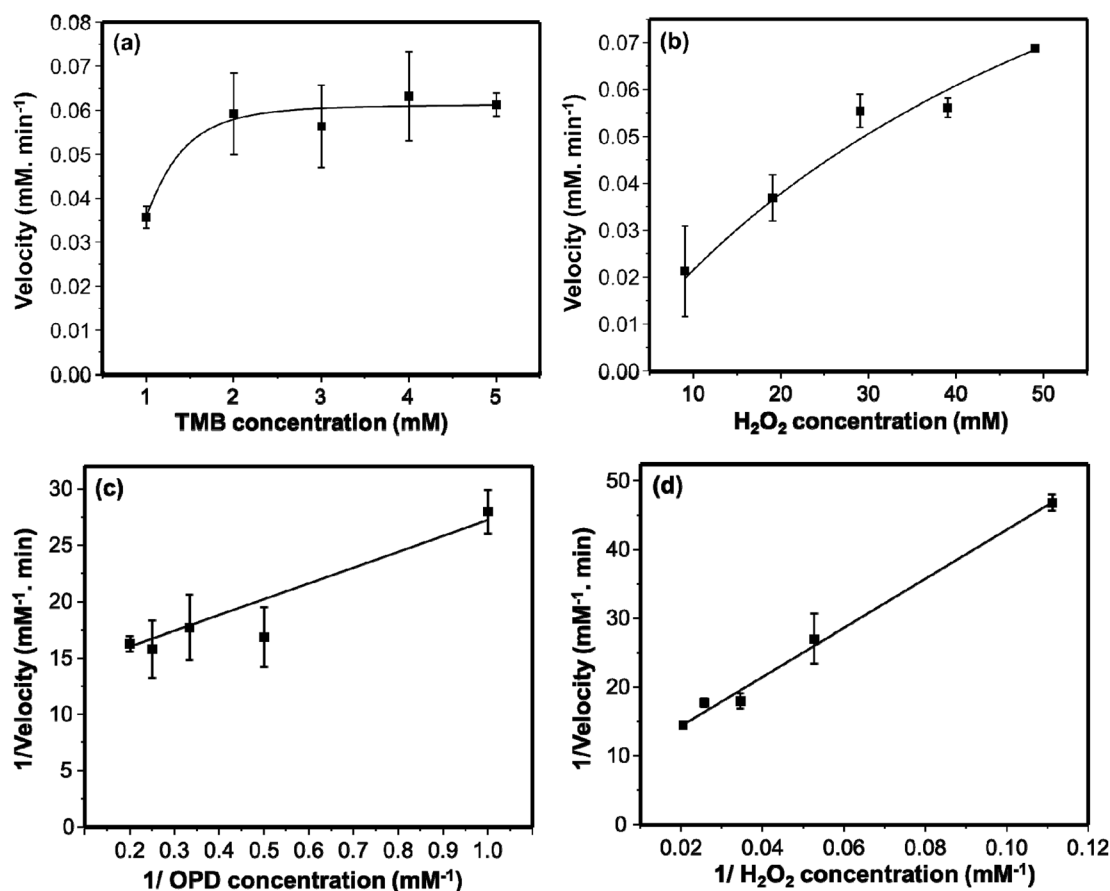 (a)
Velocity (mM. min⁻¹)
0.08
0.07
0.06
0.05
0.04
0.03
0.02
0.01
0.00
1 2 3 4 5
TMB concentration (mM)
(b)
Velocity (mM. min⁻¹)
0.07
0.06
0.05
0.04
0.03
0.02
0.01
0.00
10 20 30 40 50
H₂O₂ concentration (mM)
(c)
1/Velocity (mM⁻¹. min)
30
25
20
15
10
5
0
0.2 0.3 0.4 0.5 0.6 0.7 0.8 0.9 1.0
1/ OPD concentration (mM⁻¹)
(d)
1/Velocity (mM⁻¹. min)
50
40
30
20
10
0
0.02 0.04 0.06 0.08 0.10 0.12
1/ H₂O₂ concentration (mM⁻¹)